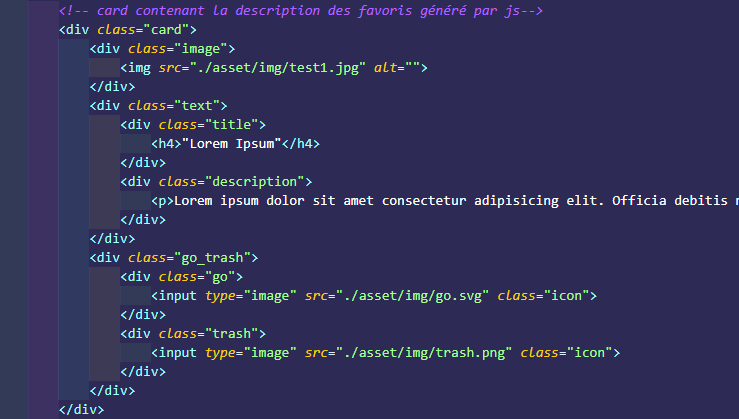 <!-- card contenant la description des favoris généré par js-->
<div class="card">
<div class="image">
<img src="./asset/img/test1.jpg" alt="">
</div>
<div class="text">
<div class="title">
<h4>"Lorem Ipsum"</h4>
</div>
<div class="description">
<p>Lorem ipsum dolor sit amet consectetur adipisicing elit. Officia debitis
</div>
</div>
<div class="go_trash">
<div class="go">
<input type="image" src="./asset/img/go.svg" class="icon">
</div>
<div class="trash">
<input type="image" src="./asset/img/trash.png" class="icon">
</div>
</div>
</div>